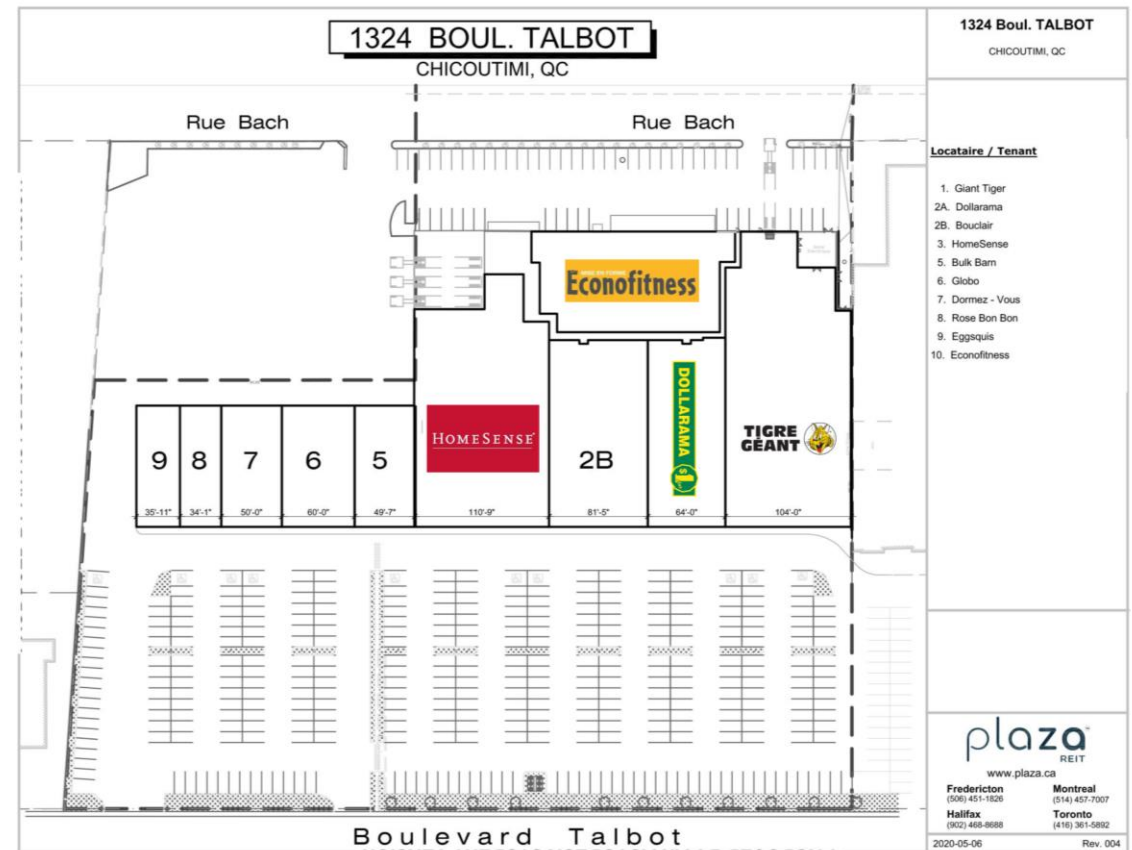 1324 BOUL. TALBOT
CHICOUTIMI, QC
Rue Bach
Rue Bach
Econofitness
HOMESENSE
DOLLARAMA
$1
TIGRE
GÉANT
9
8
7
6
5
2B
35'-11"
34'-1"
50'-0"
60'-0"
49'-7"
110'-9"
81'-5"
64'-0"
104'-0"
Boulevard Talbot
1324 Boul. TALBOT
CHICOUTIMI, QC
Locataire / Tenant
1. Giant Tiger
2A. Dollarama
2B. Bouclair
3. HomeSense
5. Bulk Barn
6. Globo
7. Dormez - Vous
8. Rose Bon Bon
9. Eggsquis
10. Econofitness
plaza
REIT
www.plaza.ca
Fredericton Montreal
(506) 451-1826 (514) 457-7007
Halifax Toronto
(902) 468-8688 (416) 361-5892
2020-05-06 Rev. 004